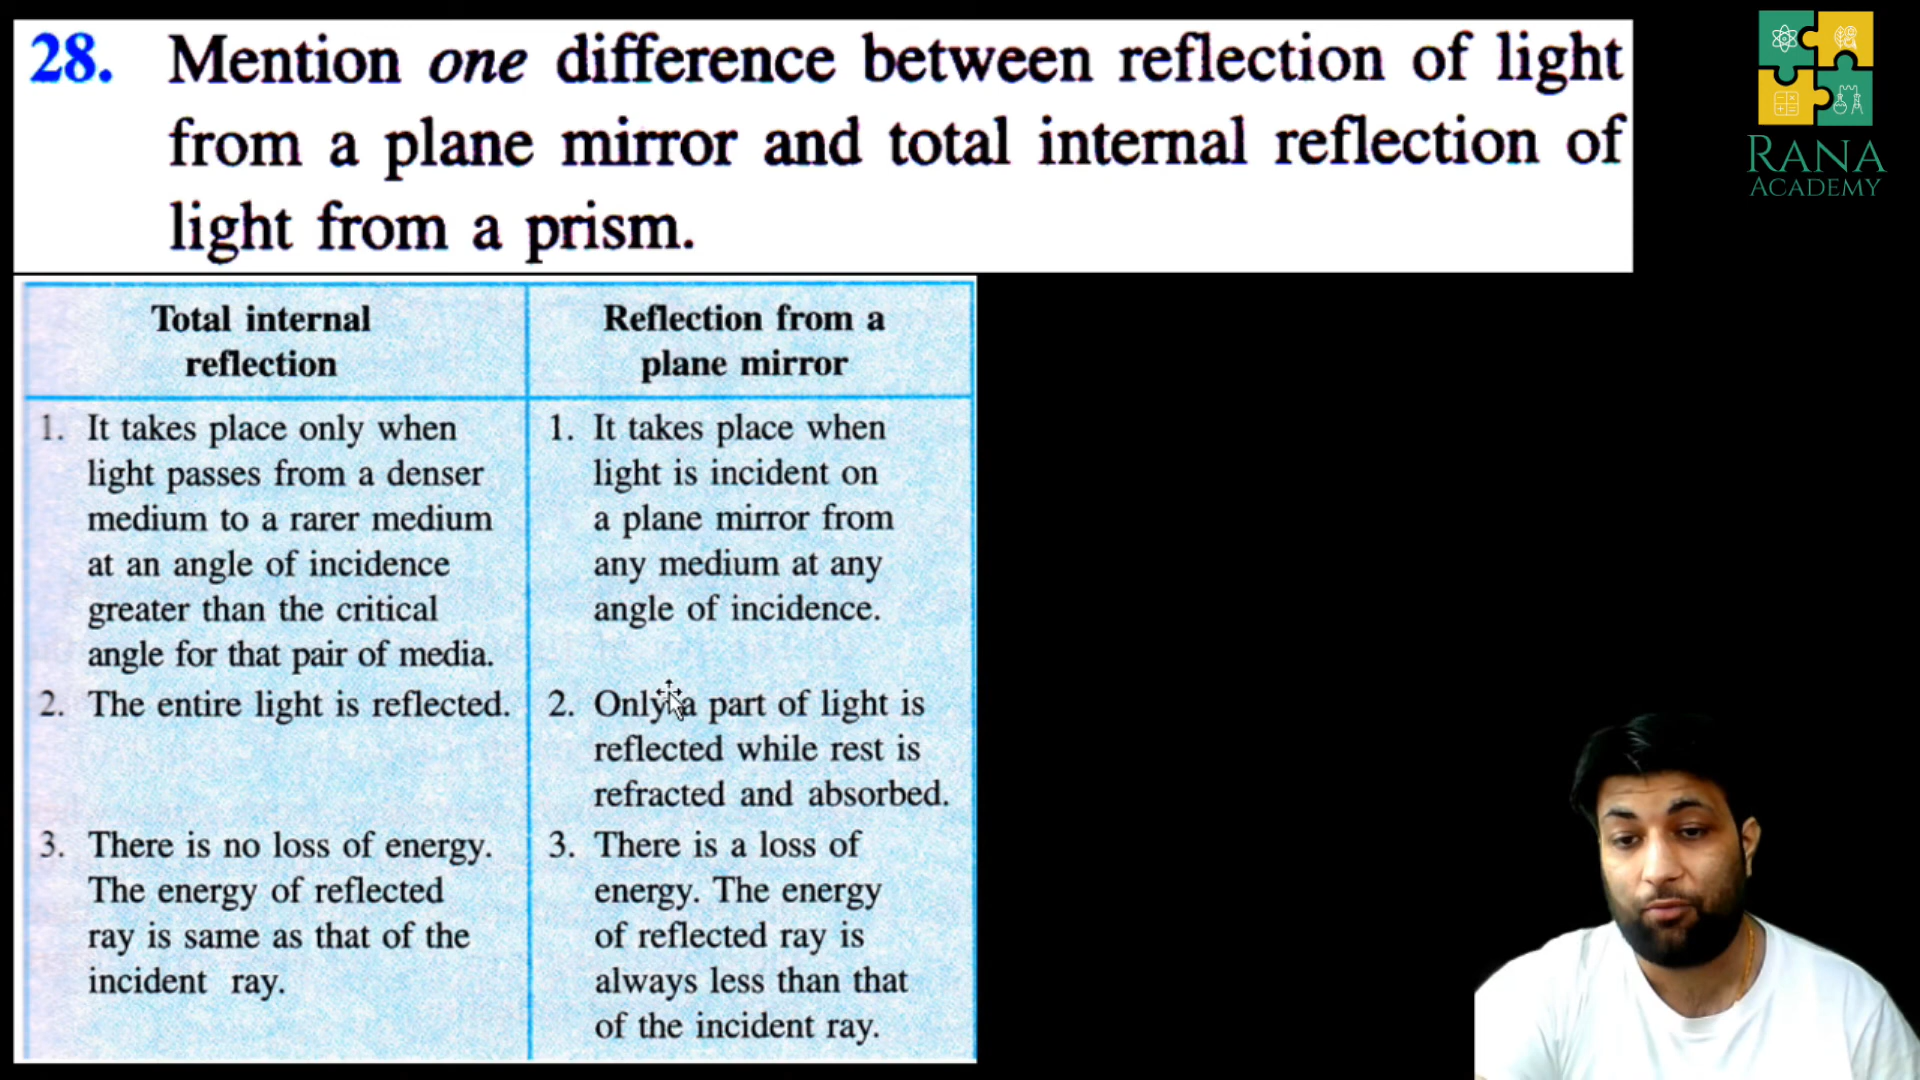 28. Mention one difference between reflection of light
from a plane mirror and total internal reflection of
light from a prism.
RANA
ACADEMY
Total internal
reflection
1. It takes place only when
light passes from a denser
medium to a rarer medium
at an angle of incidence
greater than the critical
angle for that pair of media.
2. The entire light is reflected.
3. There is no loss of energy.
The energy of reflected
ray is same as that of the
incident ray.
Reflection from a
plane mirror
1. It takes place when
light is incident on
a plane mirror from
any medium at any
angle of incidence.
2. Only a part of light is
reflected while rest is
refracted and absorbed.
3. There is a loss of
energy. The energy
of reflected ray is
always less than that
of the incident ray.